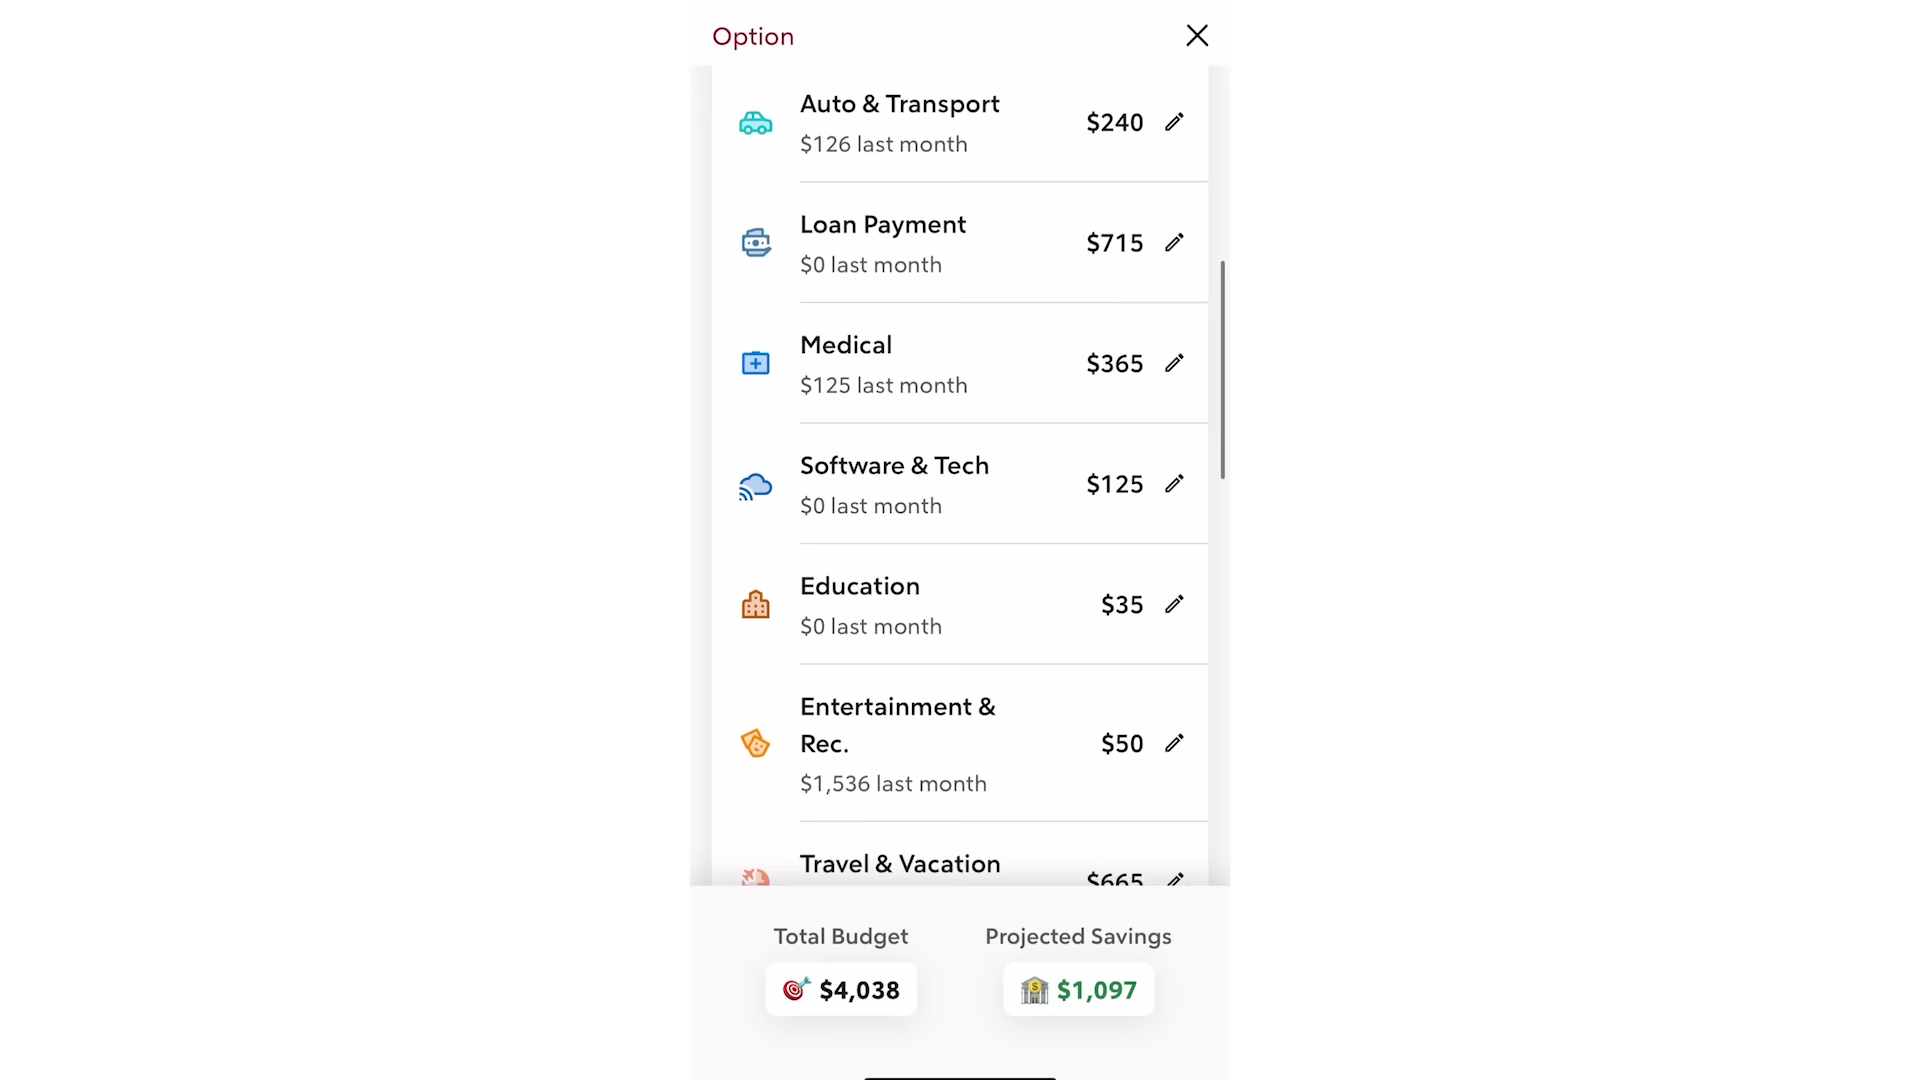 Option
Auto & Transport
$126 last month
$240
Loan Payment
$0 last month
$715
Medical
$125 last month
$365
Software & Tech
$0 last month
$125
Education
$0 last month
$35
Entertainment &
Rec.
$1,536 last month
$50
Travel & Vacation
$665
Total Budget
$4,038
Projected Savings
$1,097